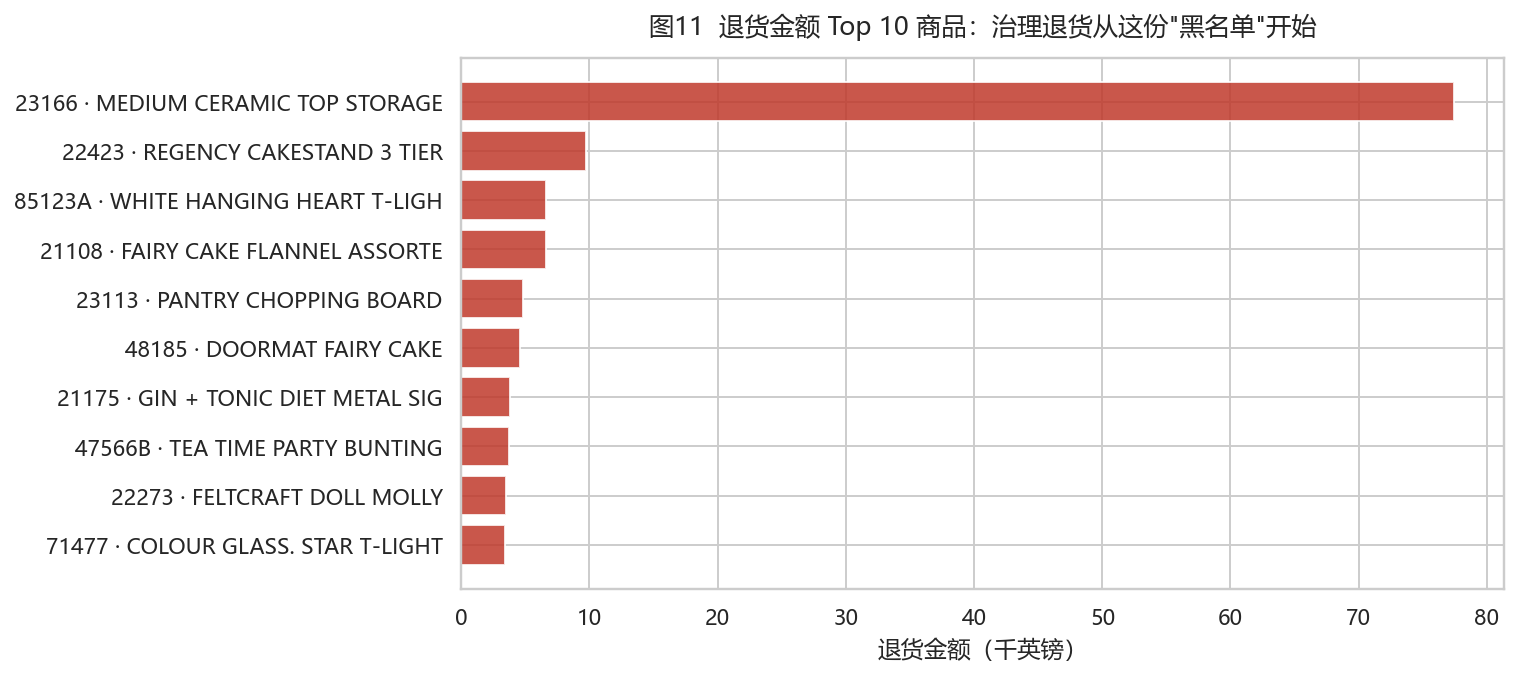 图11  退货金额 Top 10 商品：治理退货从这份"黑名单"开始
23166 · MEDIUM CERAMIC TOP STORAGE
22423 · REGENCY CAKESTAND 3 TIER
85123A · WHITE HANGING HEART T-LIGH
21108 · FAIRY CAKE FLANNEL ASSORTE
23113 · PANTRY CHOPPING BOARD
48185 · DOORMAT FAIRY CAKE
21175 · GIN + TONIC DIET METAL SIG
47566B · TEA TIME PARTY BUNTING
22273 · FELTCRAFT DOLL MOLLY
71477 · COLOUR GLASS. STAR T-LIGHT
0 10 20 30 40 50 60 70 80
退货金额（千英镑）